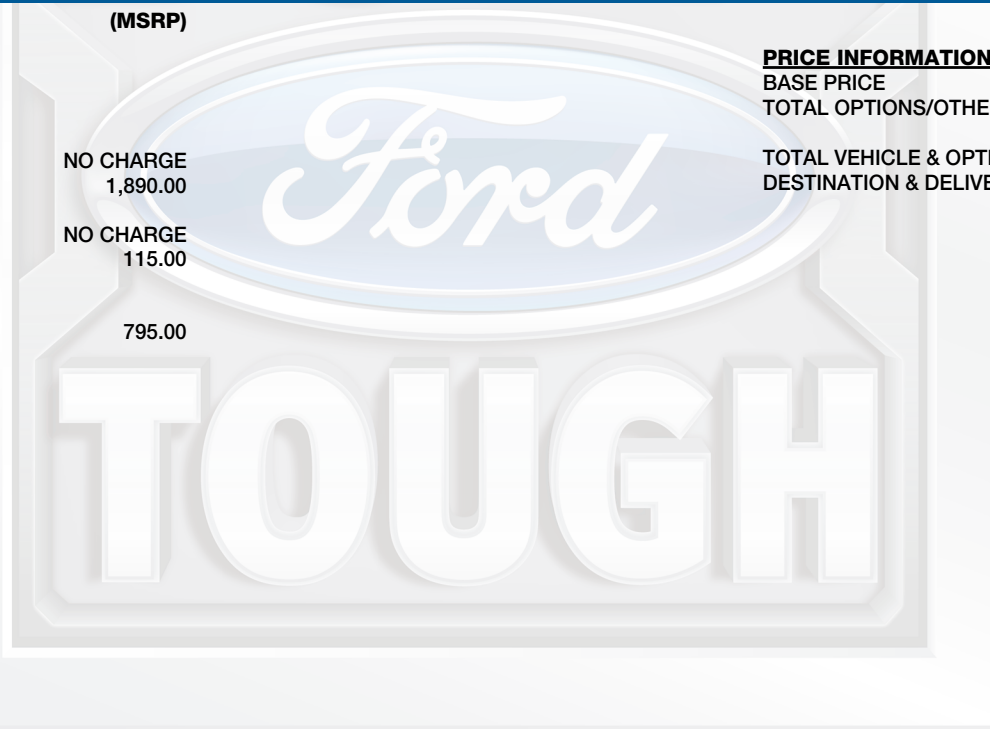 (MSRP)
NO CHARGE
1,890.00
NO CHARGE
115.00
795.00
PRICE INFORMATION
BASE PRICE
TOTAL OPTIONS/OTHE
TOTAL VEHICLE & OPTI
DESTINATION & DELIVE
Ford
TOUGH